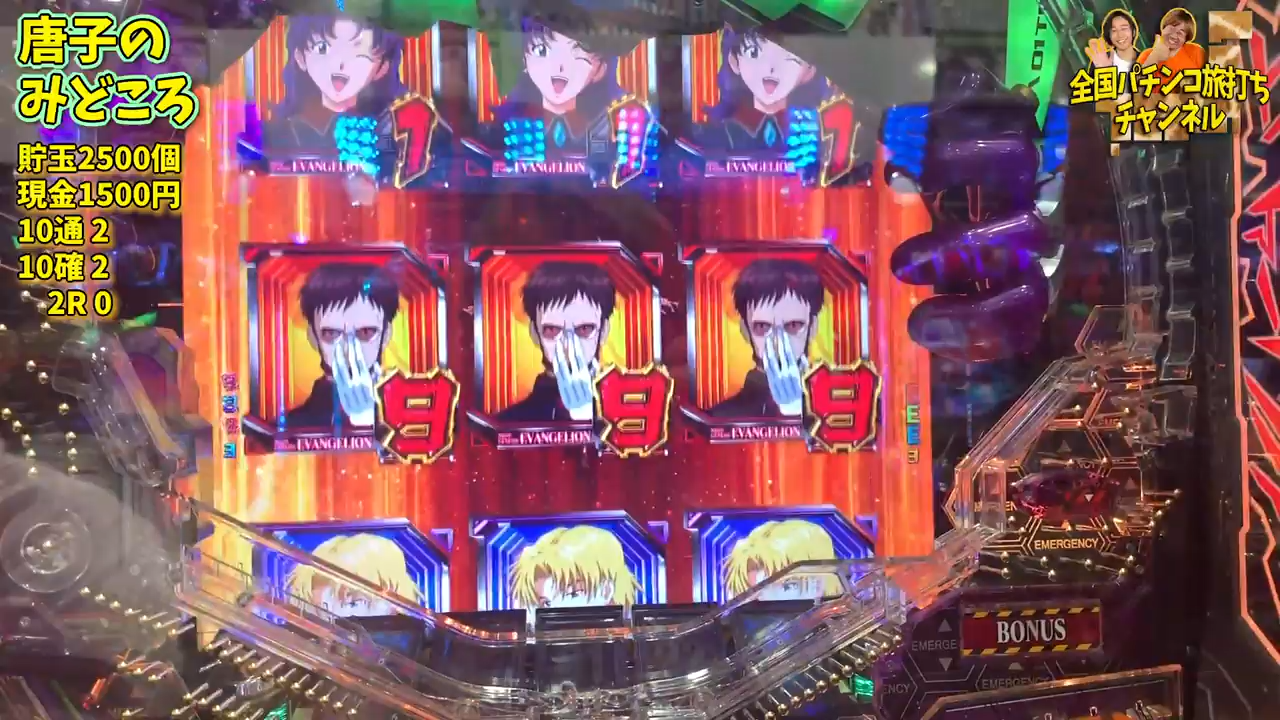 唐子の
みどころ
貯玉2500個
現金1500円
10通 2
10確 2
2R 0
全国パチンコ旅打ち
チャンネル
1
EVANGELION
1
EVANGELION
1
EVANGELION
9
EVANGELION
9
EVANGELION
9
EVANGELION
EMERGENCY
BONUS
EMERGE
ENCY
EMERGENCY